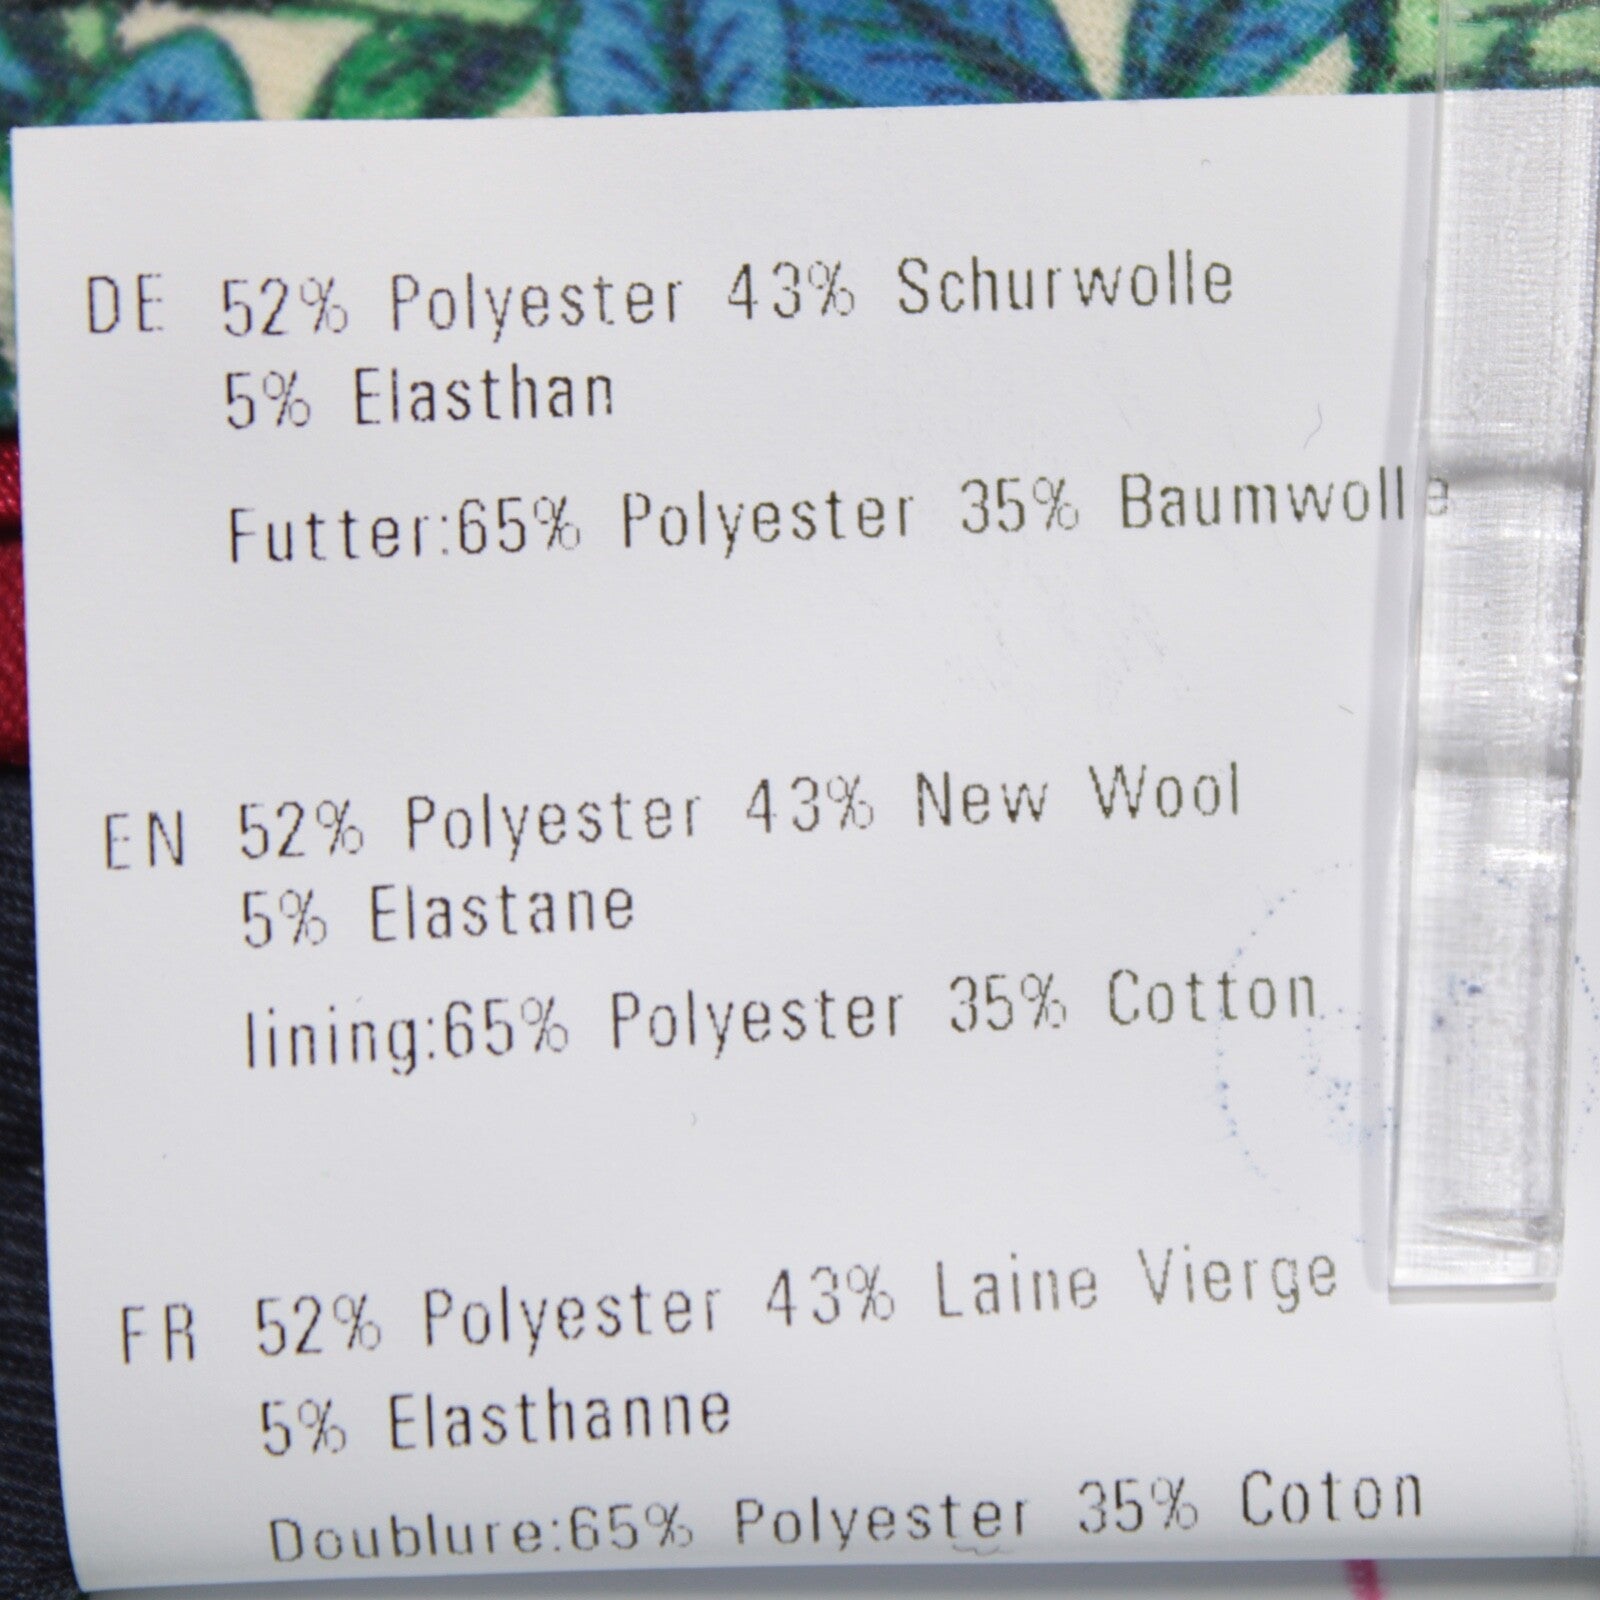 DE 52% Polyester 43% Schurwolle
5% Elasthan
Futter:65% Polyester 35% Baumwolle
EN 52% Polyester 43% New Wool
5% Elastane
lining:65% Polyester 35% Cotton
FR 52% Polyester 43% Laine Vierge
5% Elasthanne
Doublure:65% Polyester 35% Coton